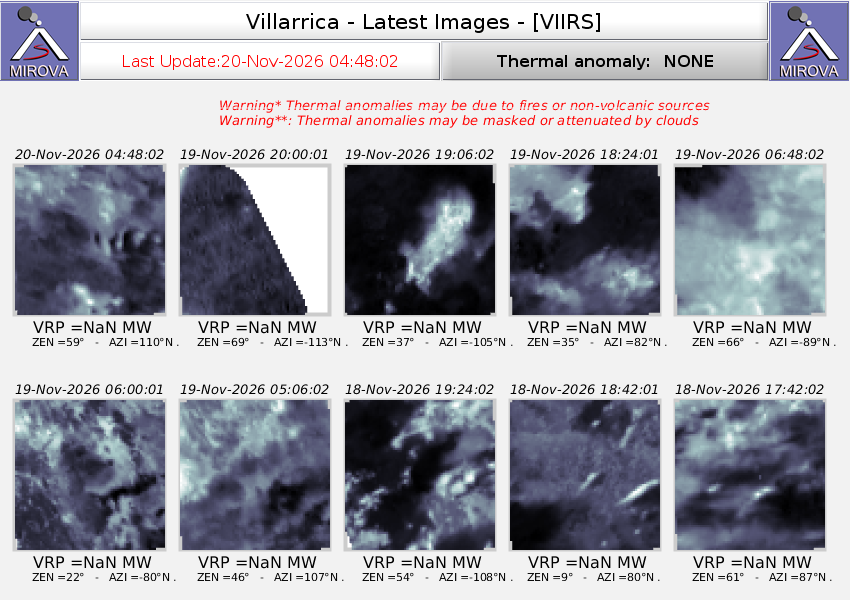 Villarrica - Latest Images - [VIIRS]
MIROVA
Last Update:20-Nov-2026 04:48:02
Thermal anomaly: NONE
MIROVA
Warning* Thermal anomalies may be due to fires or non-volcanic sources
Warning**: Thermal anomalies may be masked or attenuated by clouds
20-Nov-2026 04:48:02 19-Nov-2026 20:00:01 19-Nov-2026 19:06:02 19-Nov-2026 18:24:01 19-Nov-2026 06:48:02
VRP =NaN MW VRP =NaN MW VRP =NaN MW VRP =NaN MW VRP =NaN MW
ZEN =59° - AZI =110°N . ZEN =69° - AZI =-113°N . ZEN =37° - AZI =-105°N . ZEN =35° - AZI =82°N . ZEN =66° - AZI =-89°N .
19-Nov-2026 06:00:01 19-Nov-2026 05:06:02 18-Nov-2026 19:24:02 18-Nov-2026 18:42:01 18-Nov-2026 17:42:02
VRP =NaN MW VRP =NaN MW VRP =NaN MW VRP =NaN MW VRP =NaN MW
ZEN =22° - AZI =-80°N . ZEN =46° - AZI =107°N . ZEN =54° - AZI =-108°N . ZEN =9° - AZI =80°N . ZEN =61° - AZI =87°N .